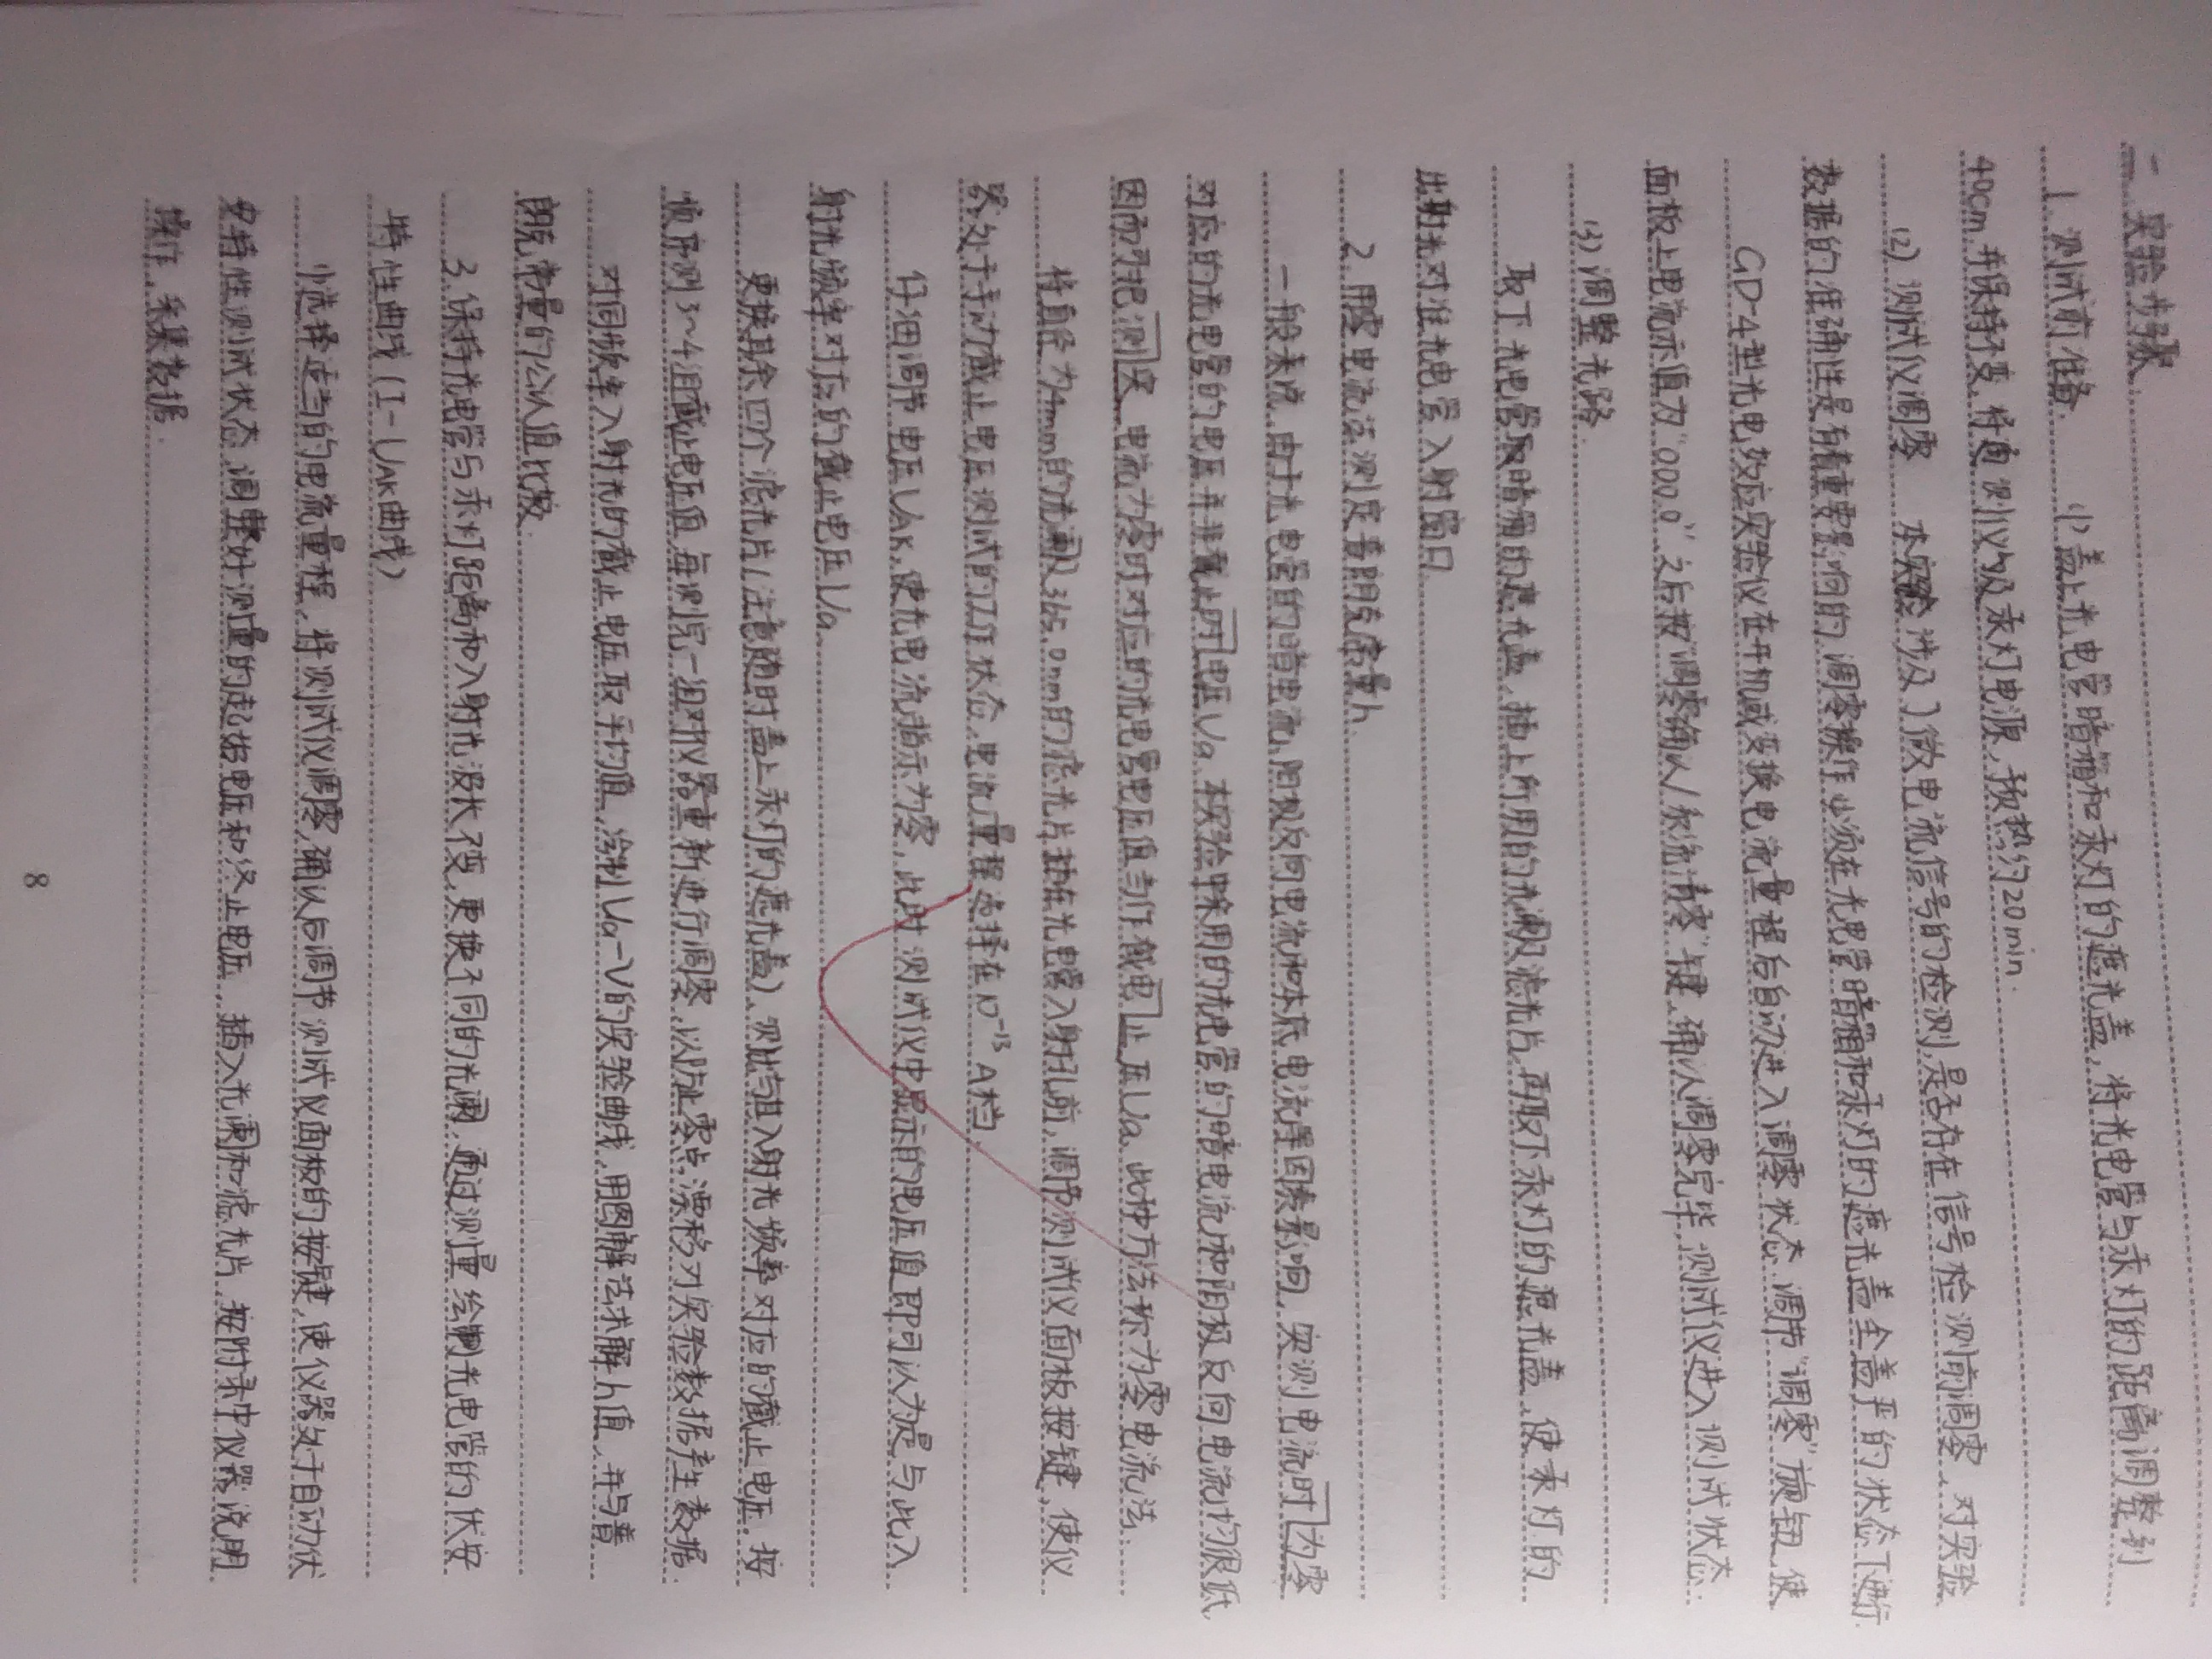 一 实验步骤
1. 测试前准备 (1) 盖上光电管暗箱和汞灯的遮光盖，将光电管与汞灯的距离调整到
40cm 并保持不变，将通测仪均及汞灯电源，预热约20min.
(2) 测试仪调零 本实验涉及了微电流信号的检测，是否存在信号检测前调零，对实验
数据的准确性是有重要影响的，调零操作必须在光电管暗箱和汞灯的遮光盖全盖严的状态下进行
GD-4型光电效应实验仪在开机或变换电流量程后自动进入调零状态 调节“调零”旋钮，使
面板上电流示值为“000.0” 之后按“调零确认/系统清零”键，确认调零完毕，测试仪进入测试状态.
(3) 调整光路.
取下光电管暗箱的遮光盖，插上所用的光阑及滤光片，再取下汞灯的遮光盖，使汞灯的
出射光对准光电管入射窗口
2. 用零电流法测定普朗克常量h.
一般来说，由于光电管的暗电流，阳极反向电流和本底电流等因素影响，实测电流时为零
对应的光电管的电压并非截止时电压Ua. 本实验中采用的光电管的暗电流和阳极反向电流均很低
因而可把测实 电流为零时对应的光电管电压值当作截电止压Ua. 此种方法称为零电流法.
将直径为4mm的光阑及365.0nm的滤光片插在光电管入射孔前，调节测试仪面板按键，使仪
器处于手动截止电压测试的工作状态，电流量程选择在10⁻¹³A档
仔细调节电压UAK，使光电流指示为零，此时测试仪中显示的电压值即可认为是与此入
射光频率对应的截止电压Ua.
更换其余四个滤光片(注意随时盖上汞灯的遮光盖)，测出与其入射光频率对应的截止电压，按
顺序测3~4组截止电压值 每测完一组对仪器重新进行调零，以防止零点漂移对实验数据产生数据.
对同频率入射光的截止电压取平均值，绘制Ua-ν的实验曲线，用图解法求解h值，并与普
朗克常量的公认值比较.
3. 保持光电管与汞灯距离和入射光波长不变，更换不同的光阑，通过测量绘制光电管的伏安
特性曲线(I-UAK曲线)
(1)选择适当的电流量程，将测试仪调零，确认后调节测试仪面板的按键，使仪器处于自动伏
安特性测试状态，调整好测量的起始电压和终止电压，插入光阑和滤光片，按附录中仪器说明
操作，采集数据.
8